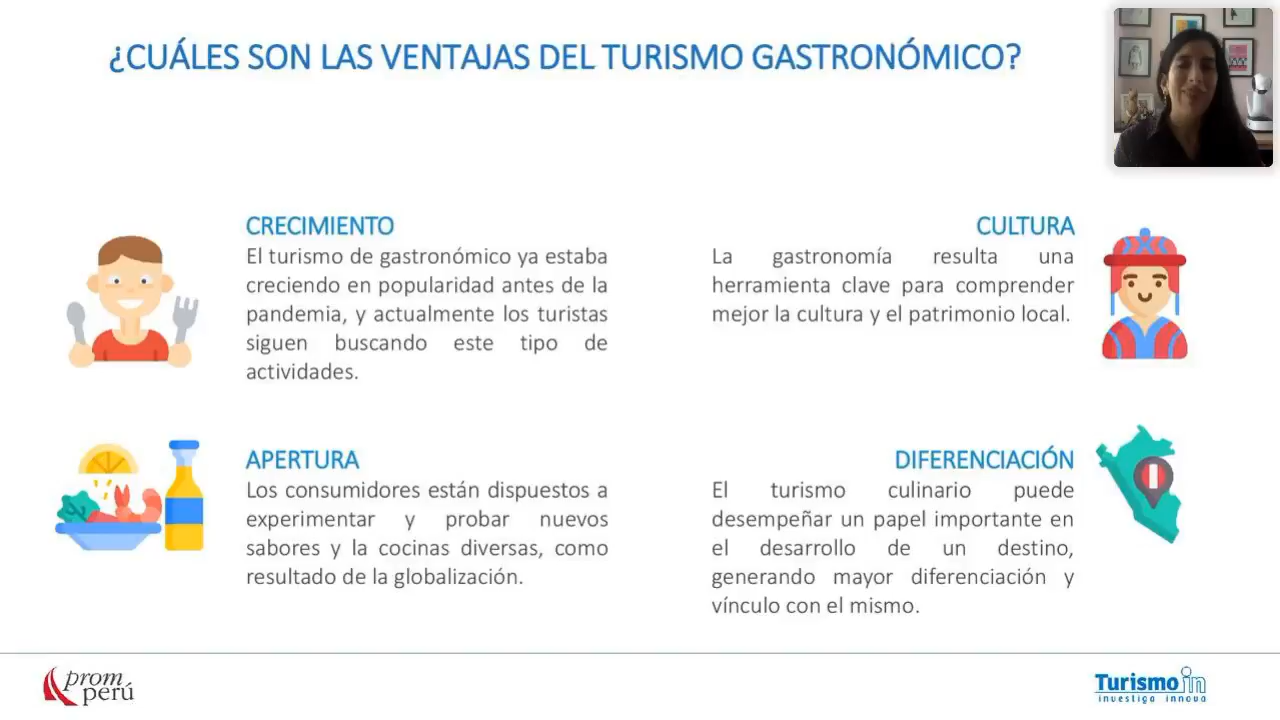 ¿CUÁLES SON LAS VENTAJAS DEL TURISMO GASTRONÓMICO?
CRECIMIENTO
El turismo de gastronómico ya estaba
creciendo en popularidad antes de la
pandemia, y actualmente los turistas
siguen buscando este tipo de
actividades.
CULTURA
La gastronomía resulta una
herramienta clave para comprender
mejor la cultura y el patrimonio local.
APERTURA
Los consumidores están dispuestos a
experimentar y probar nuevos
sabores y la cocinas diversas, como
resultado de la globalización.
DIFERENCIACIÓN
El turismo culinario puede
desempeñar un papel importante en
el desarrollo de un destino,
generando mayor diferenciación y
vínculo con el mismo.
prom
perú
Turismo in
investiga innova